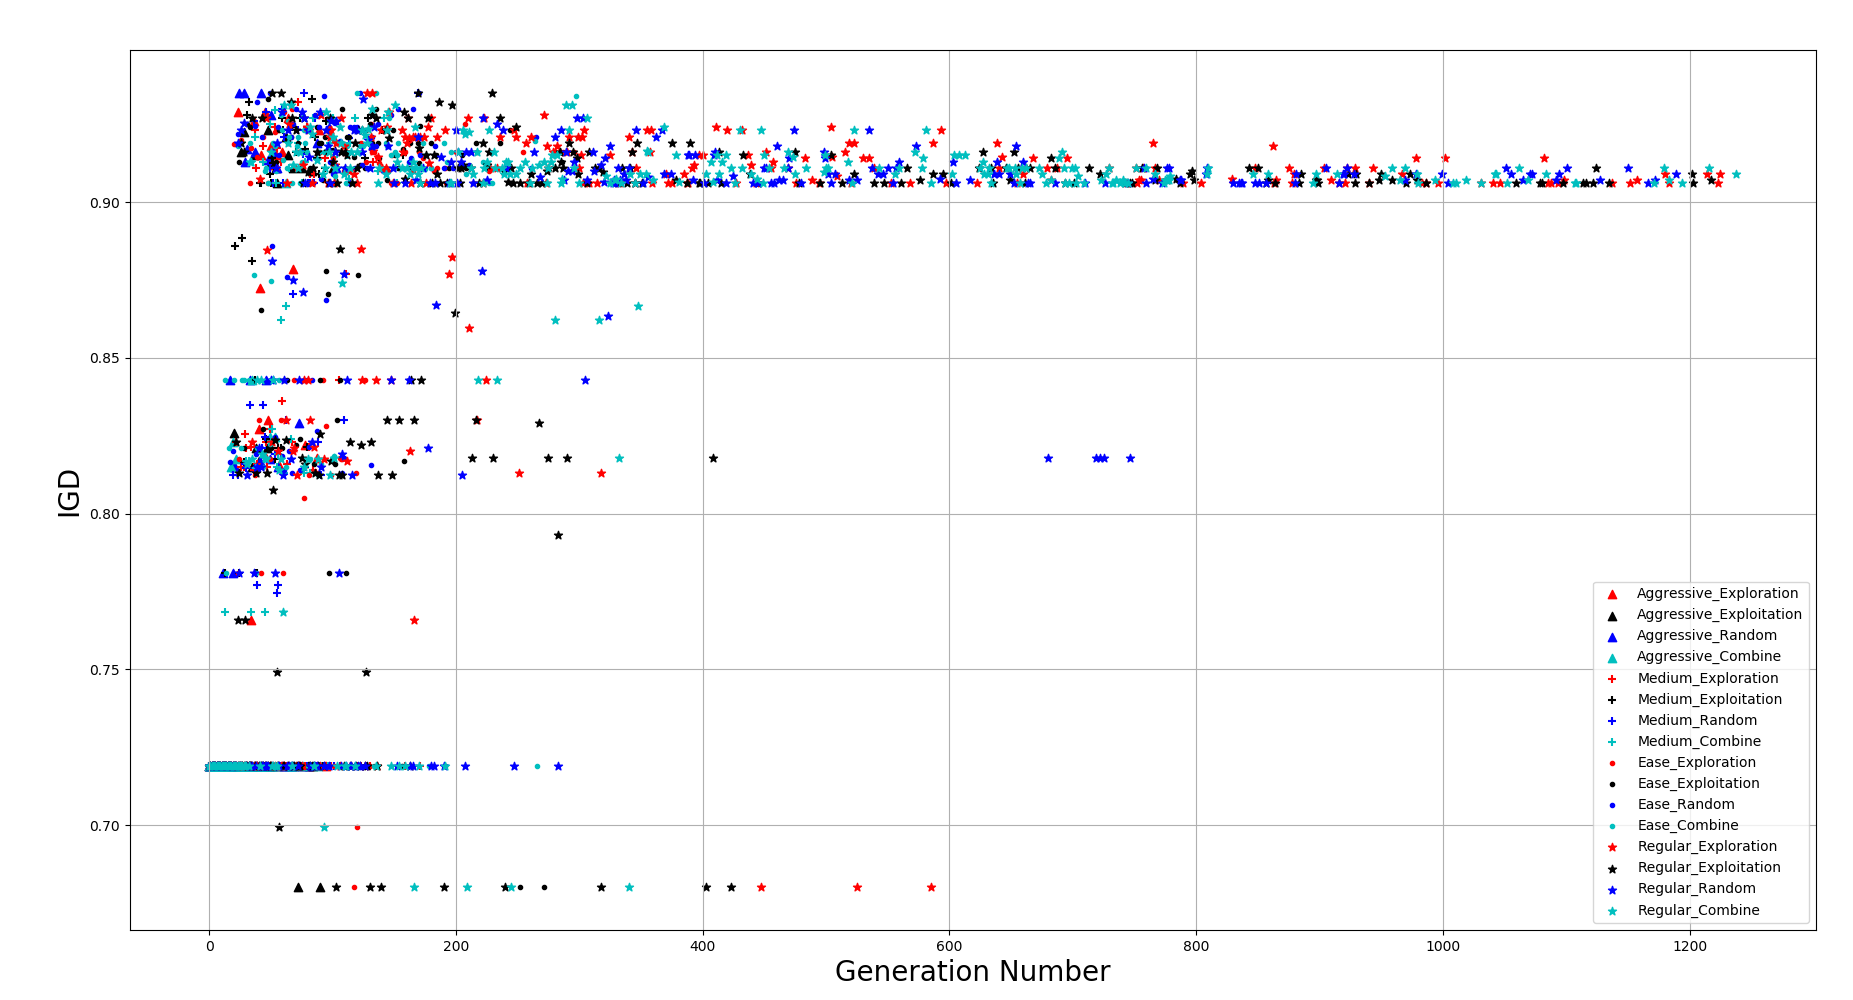 0.90
0.85
0.80
0.75
0.70
IGD
0
200
400
600
800
1000
1200
Generation Number
Aggressive_Exploration
Aggressive_Exploitation
Aggressive_Random
Aggressive_Combine
Medium_Exploration
Medium_Exploitation
Medium_Random
Medium_Combine
Ease_Exploration
Ease_Exploitation
Ease_Random
Ease_Combine
Regular_Exploration
Regular_Exploitation
Regular_Random
Regular_Combine